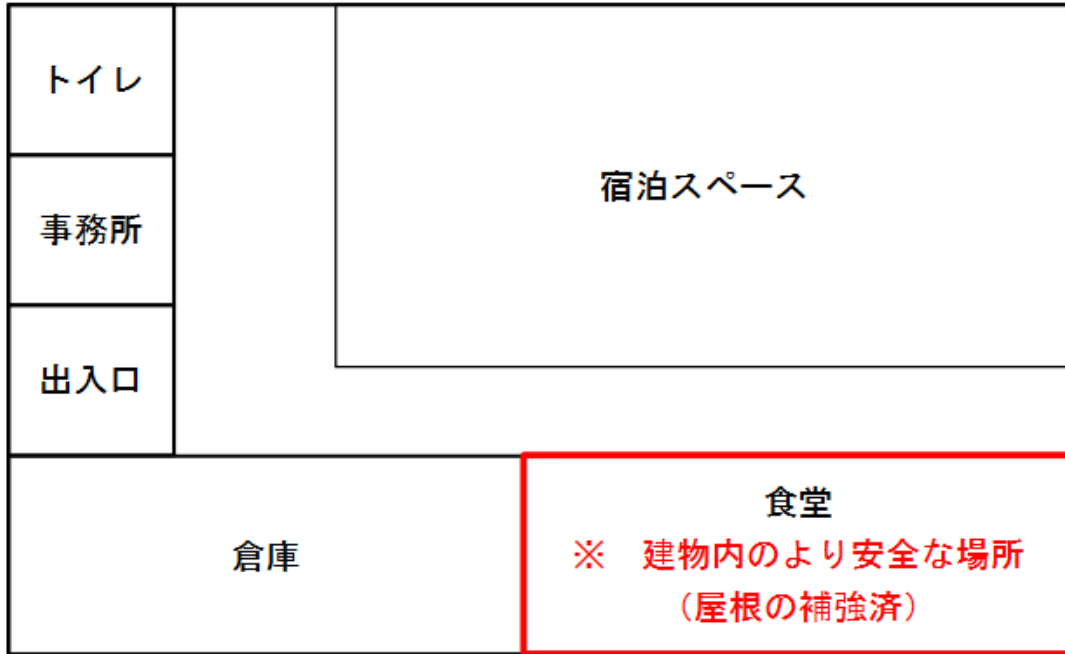 トイレ
宿泊スペース
事務所
出入口
倉庫
食堂
※　建物内のより安全な場所
（屋根の補強済）